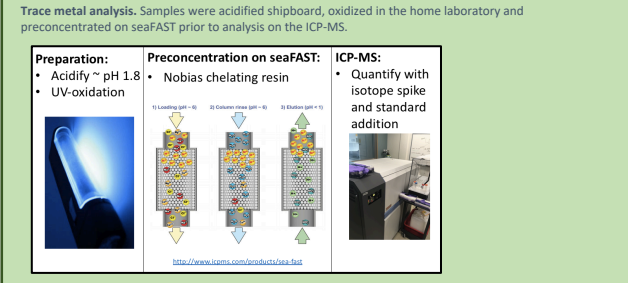 Trace metal analysis. Samples were acidified shipboard, oxidized in the home laboratory and
preconcentrated on seaFAST prior to analysis on the ICP-MS.
Preparation:
• Acidify ~ pH 1.8
• UV-oxidation
Preconcentration on seaFAST:
• Nobias chelating resin
1) Loading (pH ~ 6)
2) Column rinse (pH ~ 6)
3) Elution (pH < 1)
http://www.icpms.com/products/sea-fast
ICP-MS:
• Quantify with
isotope spike
and standard
addition